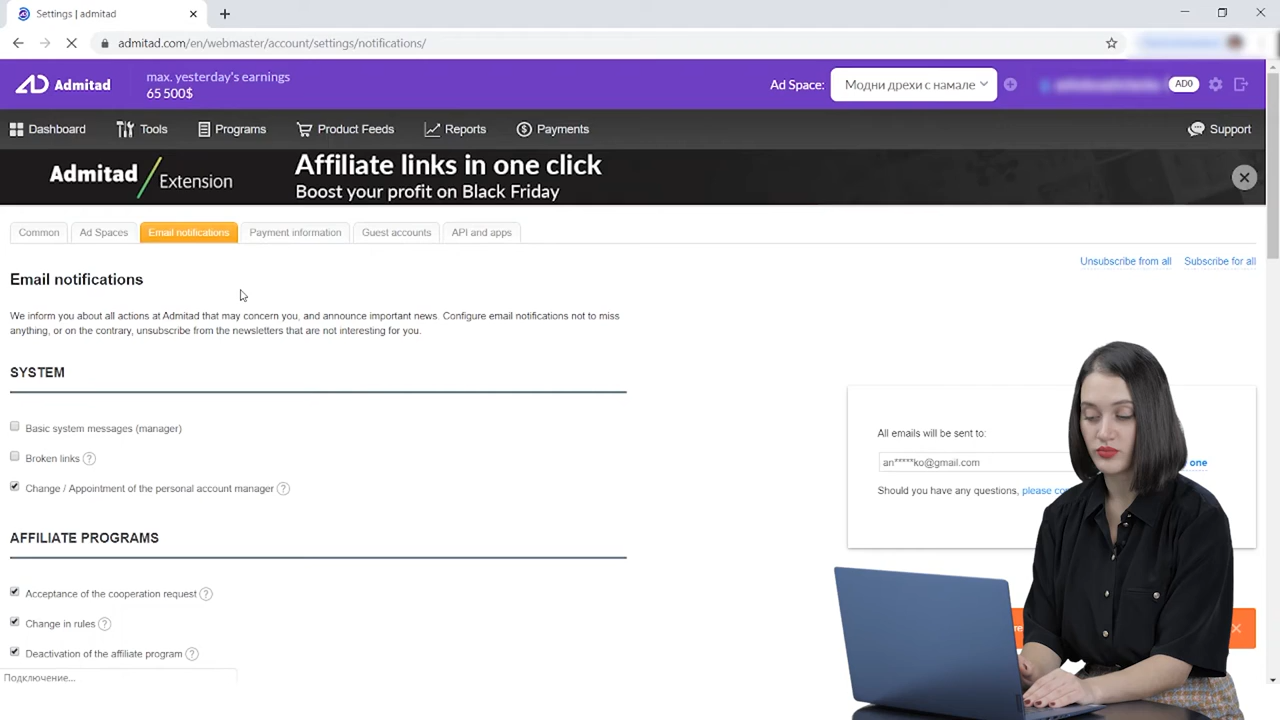 Settings | admitad
admitad.com/en/webmaster/account/settings/notifications/
Admitad
max. yesterday's earnings
65 500$
Ad Space:
Модни дрехи с намале
AD0
Dashboard
Tools
Programs
Product Feeds
Reports
Payments
Support
Admitad / Extension
Affiliate links in one click
Boost your profit on Black Friday
Common
Ad Spaces
Email notifications
Payment information
Guest accounts
API and apps
Unsubscribe from all
Subscribe for all
Email notifications
We inform you about all actions at Admitad that may concern you, and announce important news. Configure email notifications not to miss
anything, or on the contrary, unsubscribe from the newsletters that are not interesting for you.
SYSTEM
Basic system messages (manager)
Broken links ?
Change / Appointment of the personal account manager ?
All emails will be sent to:
an*****ko@gmail.com
one
Should you have any questions, please
AFFILIATE PROGRAMS
Acceptance of the cooperation request ?
Change in rules ?
Deactivation of the affiliate program ?
Подключение...